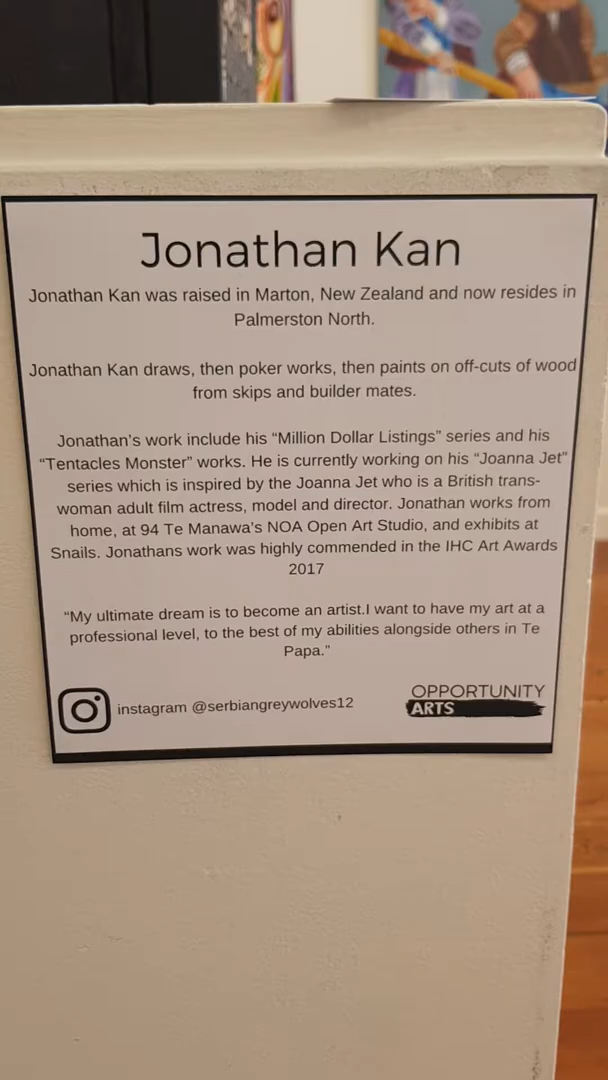 Jonathan Kan
Jonathan Kan was raised in Marton, New Zealand and now resides in
Palmerston North.
Jonathan Kan draws, then poker works, then paints on off-cuts of wood
from skips and builder mates.
Jonathan's work include his "Million Dollar Listings" series and his
"Tentacles Monster" works. He is currently working on his "Joanna Jet"
series which is inspired by the Joanna Jet who is a British trans-
woman adult film actress, model and director. Jonathan works from
home, at 94 Te Manawa's NOA Open Art Studio, and exhibits at
Snails. Jonathans work was highly commended in the IHC Art Awards
2017
"My ultimate dream is to become an artist.I want to have my art at a
professional level, to the best of my abilities alongside others in Te
Papa."
instagram @serbiangreywolves12
OPPORTUNITY
ARTS